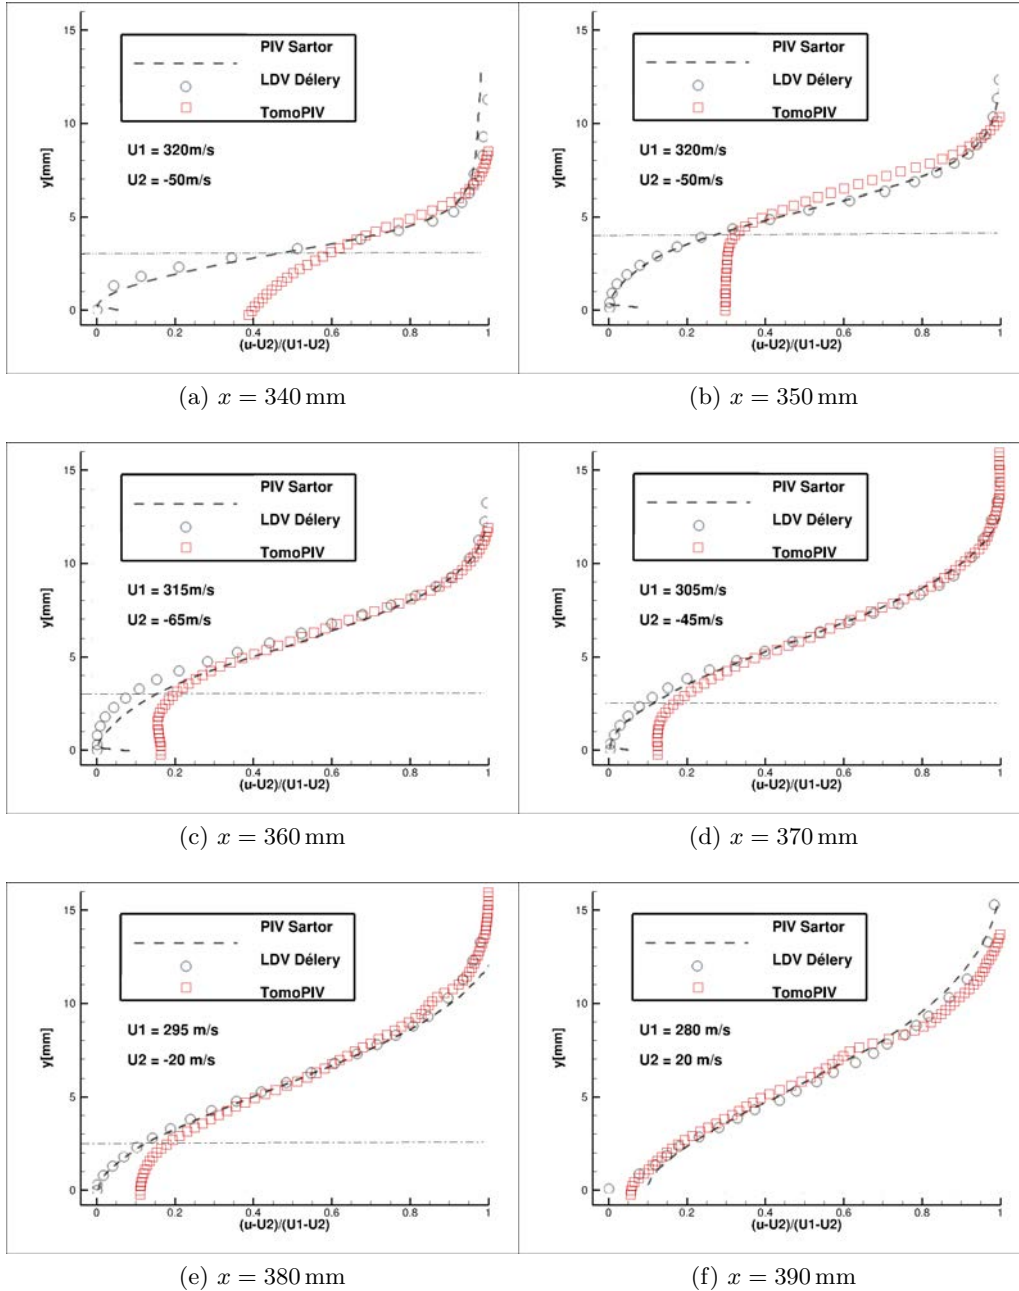 15
10
5
0
y[mm]
PIV Sartor
LDV Délery
TomoPIV
U1 = 320m/s
U2 = -50m/s
0 0.2 0.4 0.6 0.8 1
(u-U2)/(U1-U2)
(a) x = 340 mm
15
10
5
0
y[mm]
PIV Sartor
LDV Délery
TomoPIV
U1 = 320m/s
U2 = -50m/s
0 0.2 0.4 0.6 0.8 1
(u-U2)/(U1-U2)
(b) x = 350 mm
15
10
5
0
y[mm]
PIV Sartor
LDV Délery
TomoPIV
U1 = 315m/s
U2 = -65m/s
0 0.2 0.4 0.6 0.8 1
(u-U2)/(U1-U2)
(c) x = 360 mm
15
10
5
0
y[mm]
PIV Sartor
LDV Délery
TomoPIV
U1 = 305m/s
U2 = -45m/s
0 0.2 0.4 0.6 0.8 1
(u-U2)/(U1-U2)
(d) x = 370 mm
15
10
5
0
y[mm]
PIV Sartor
LDV Délery
TomoPIV
U1 = 295 m/s
U2 = -20 m/s
0 0.2 0.4 0.6 0.8 1
(u-U2)/(U1-U2)
(e) x = 380 mm
15
10
5
0
y[mm]
PIV Sartor
LDV Délery
TomoPIV
U1 = 280 m/s
U2 = 20 m/s
0 0.2 0.4 0.6 0.8 1
(u-U2)/(U1-U2)
(f) x = 390 mm